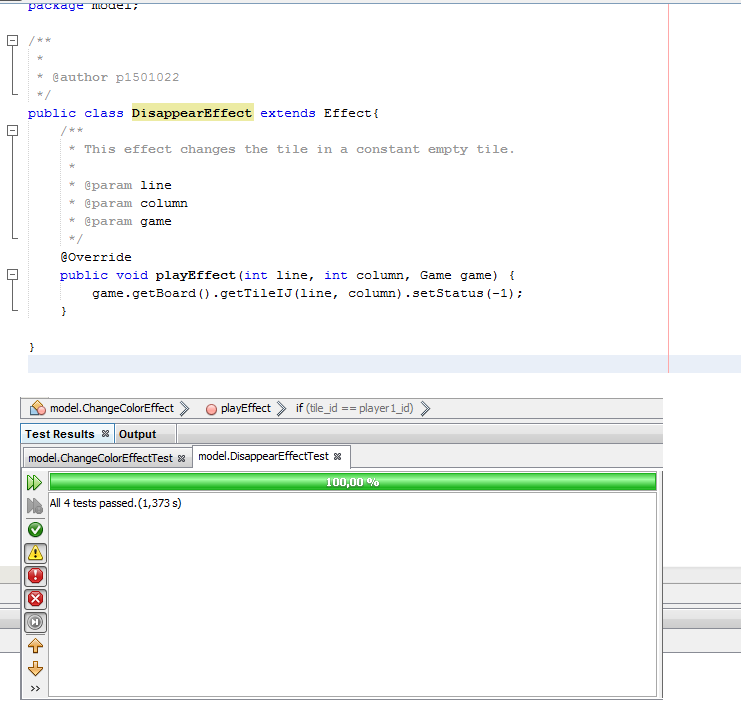 package model;
/**
 *
 * @author p1501022
 */
public class DisappearEffect extends Effect{
    /**
     * This effect changes the tile in a constant empty tile.
     *
     * @param line
     * @param column
     * @param game
     */
    @Override
    public void playEffect(int line, int column, Game game) {
        game.getBoard().getTileIJ(line, column).setStatus(-1);
    }
}
model.ChangeColorEffect playEffect if (tile_id == player1_id)
Test Results Output
model.ChangeColorEffectTest model.DisappearEffectTest
100,00 %
All 4 tests passed.(1,373 s)
>>